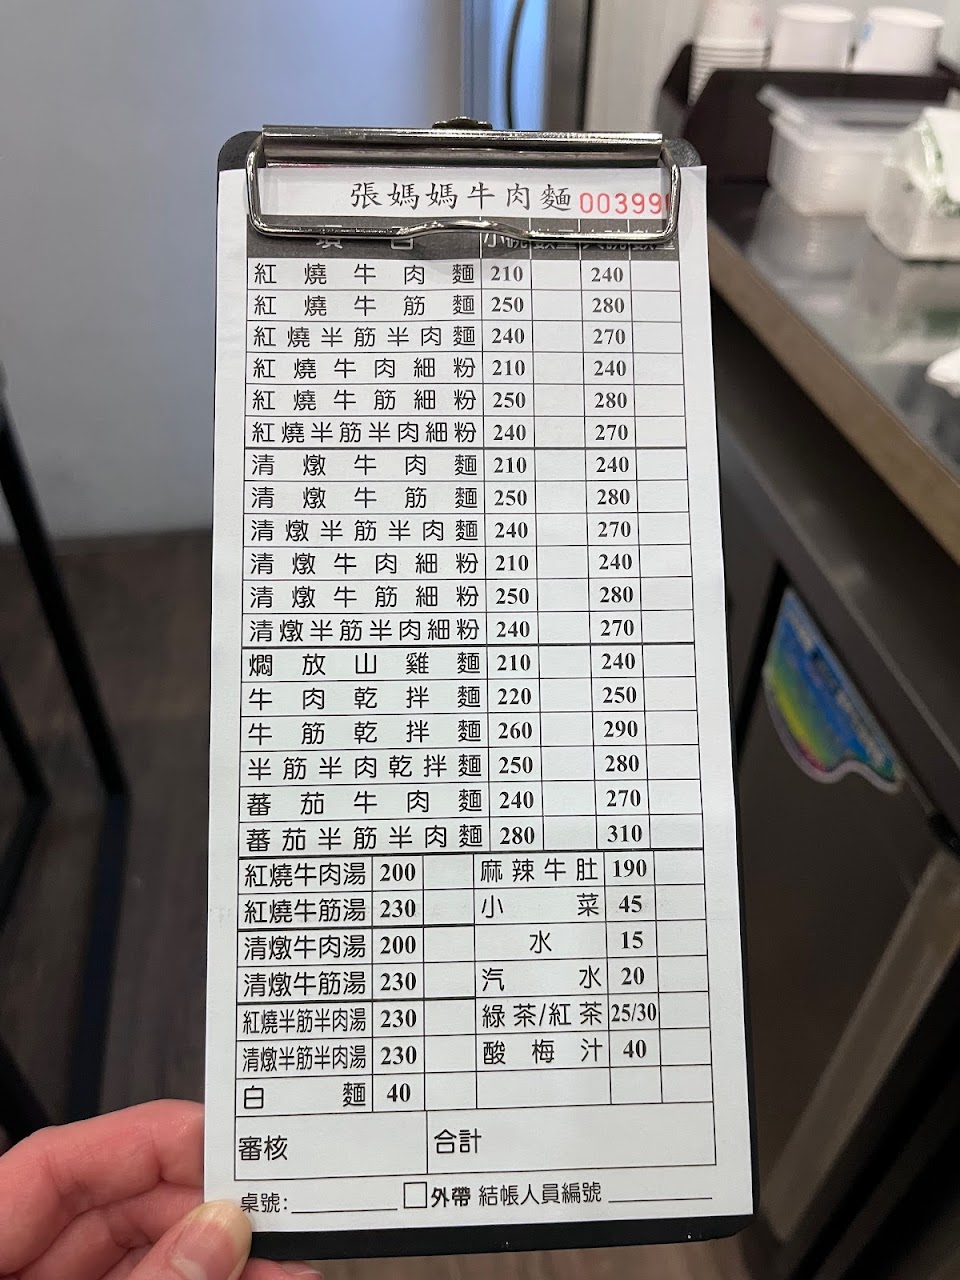 張媽媽牛肉麵 00399
紅燒牛肉麵 210 240
紅燒牛筋麵 250 280
紅燒半筋半肉麵 240 270
紅燒牛肉細粉 210 240
紅燒牛筋細粉 250 280
紅燒半筋半肉細粉 240 270
清燉牛肉麵 210 240
清燉牛筋麵 250 280
清燉半筋半肉麵 240 270
清燉牛肉細粉 210 240
清燉牛筋細粉 250 280
清燉半筋半肉細粉 240 270
燜放山雞麵 210 240
牛肉乾拌麵 220 250
牛筋乾拌麵 260 290
半筋半肉乾拌麵 250 280
蕃茄牛肉麵 240 270
蕃茄半筋半肉麵 280 310
紅燒牛肉湯 200 麻辣牛肚 190
紅燒牛筋湯 230 小菜 45
清燉牛肉湯 200 水 15
清燉牛筋湯 230 汽水 20
紅燒半筋半肉湯 230 綠茶/紅茶 25/30
清燉半筋半肉湯 230 酸梅汁 40
白麵 40
審核 合計
桌號: 外帶 結帳人員編號